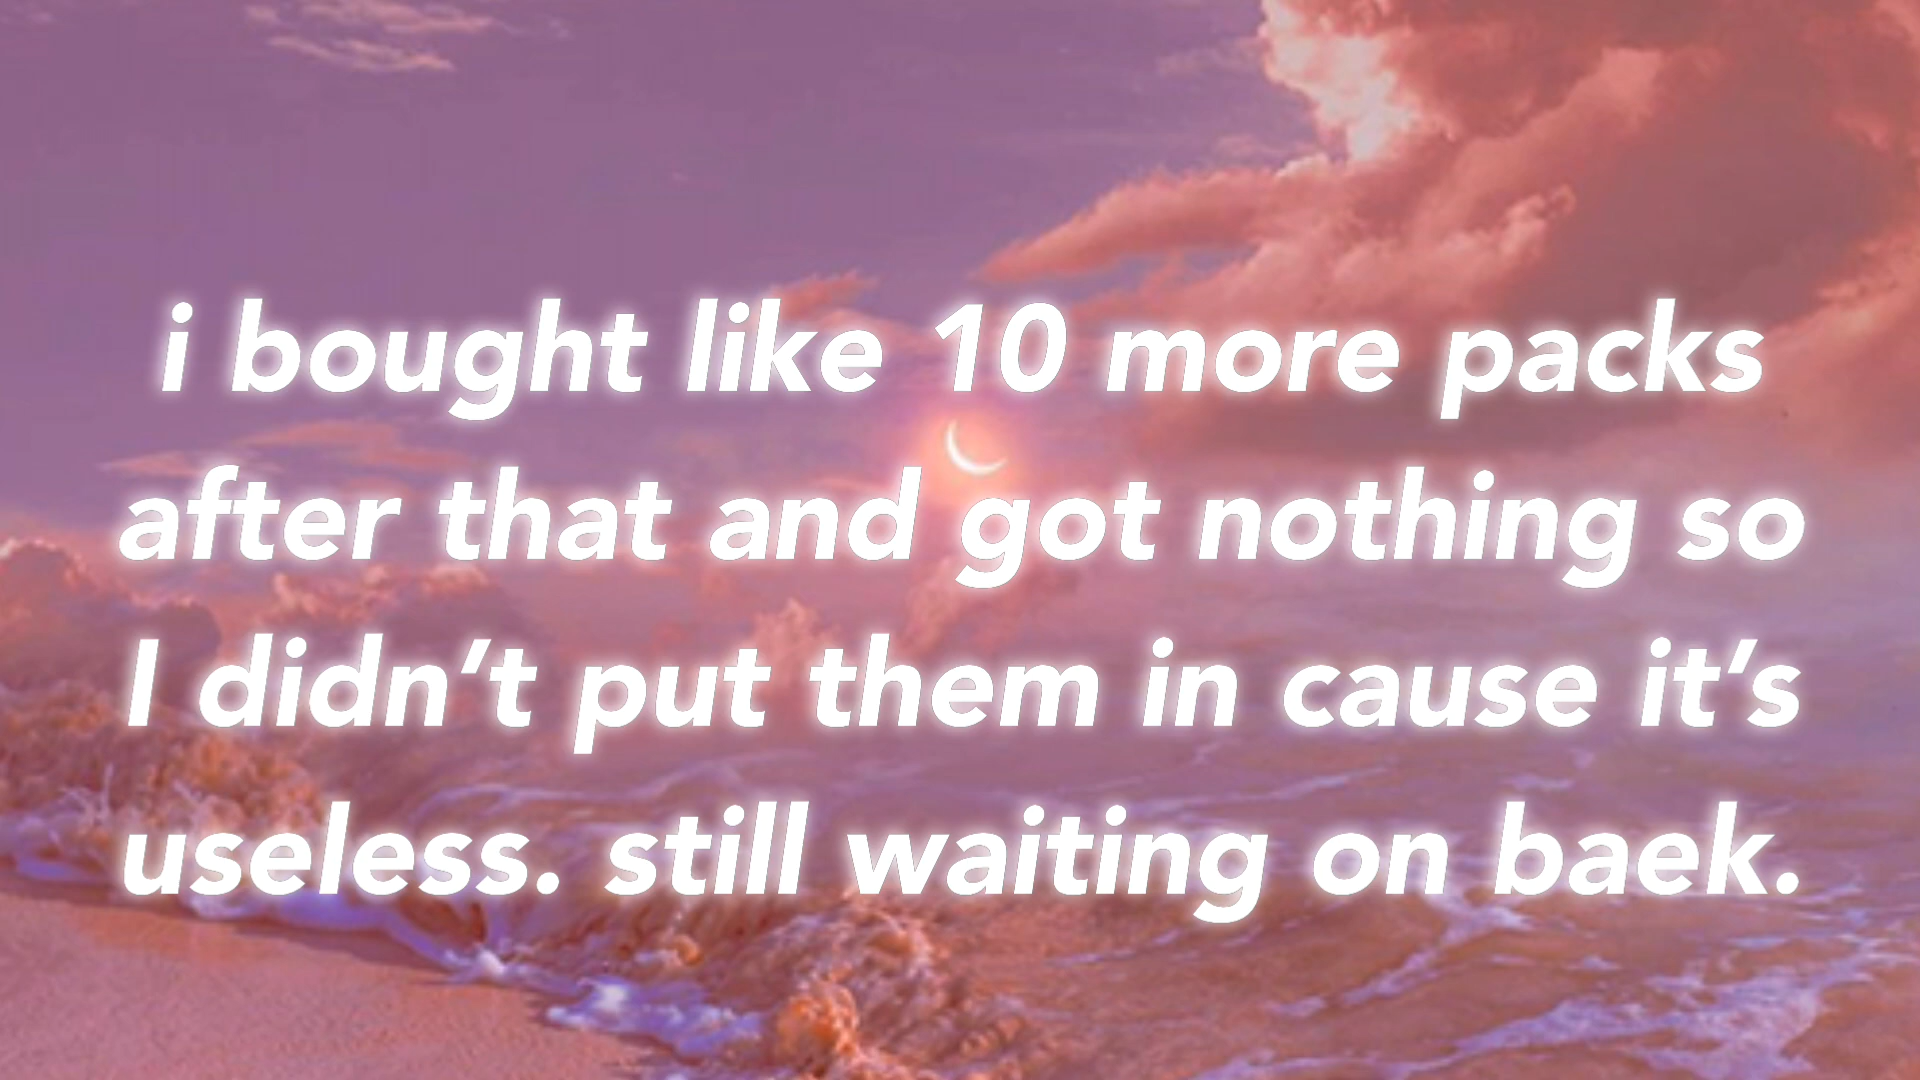 i bought like 10 more packs
after that and got nothing so
I didn’t put them in cause it’s
useless. still waiting on baek.